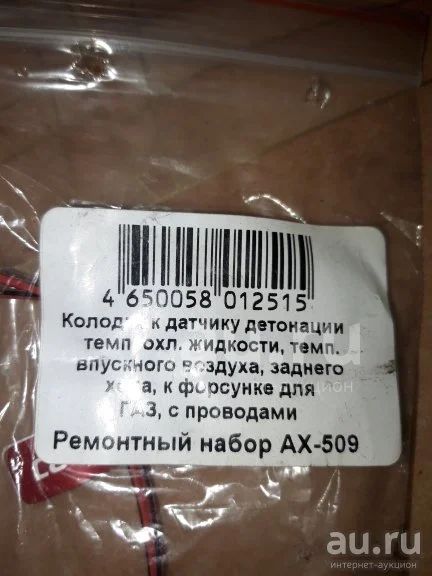 4 650058 012515
Колодка к датчику детонации
темп. охл. жидкости, темп.
впускного воздуха, заднего
хода, к форсунке для
ГАЗ, с проводами
Ремонтный набор АХ-509
au.ru
интернет-аукцион